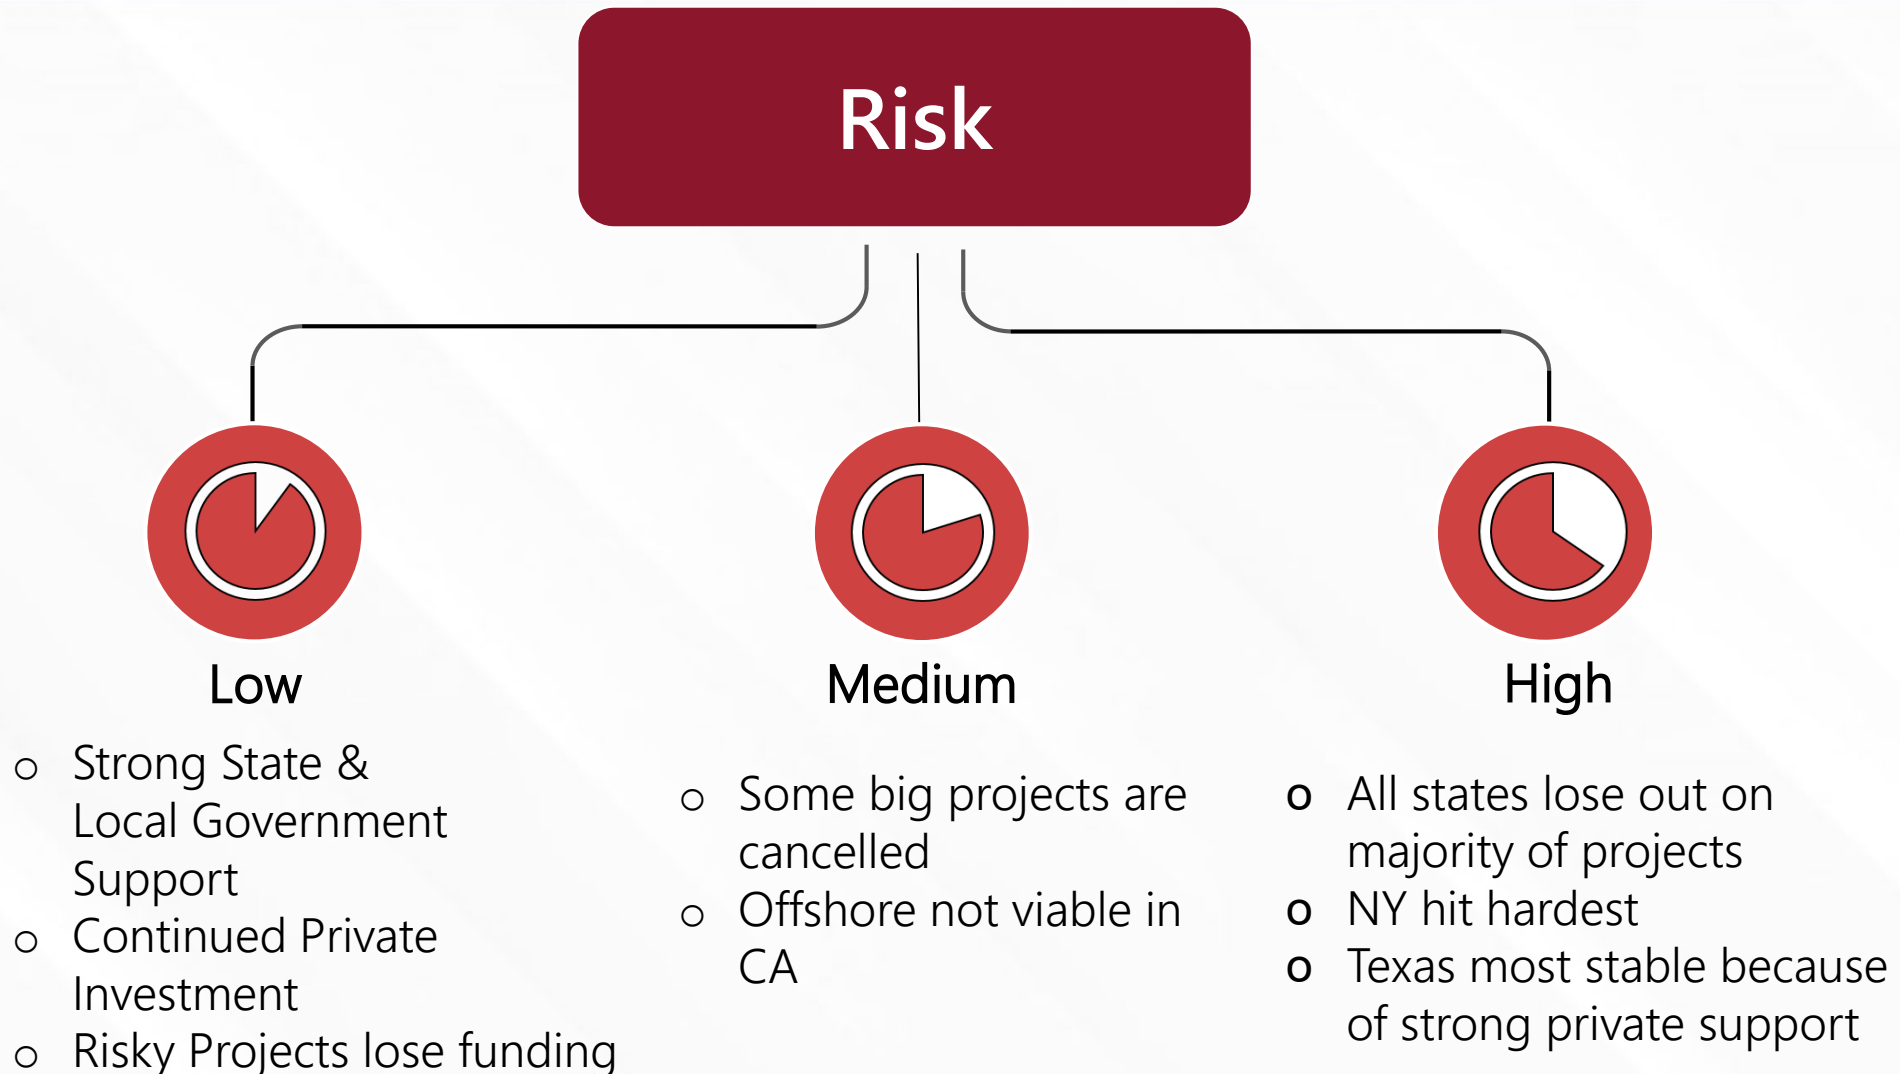 Risk
Low
○ Strong State &
Local Government
Support
○ Continued Private
Investment
○ Risky Projects lose funding
Medium
○ Some big projects are
cancelled
○ Offshore not viable in
CA
High
o All states lose out on
majority of projects
o NY hit hardest
o Texas most stable because
of strong private support